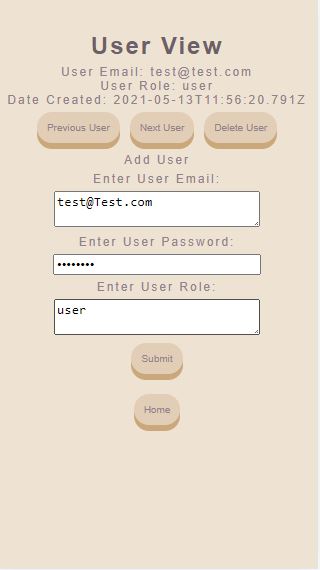 User View
User Email: test@test.com
User Role: user
Date Created: 2021-05-13T11:56:20.791Z
Previous User Next User Delete User
Add User
Enter User Email:
test@Test.com
Enter User Password:
••••••••
Enter User Role:
user
Submit
Home